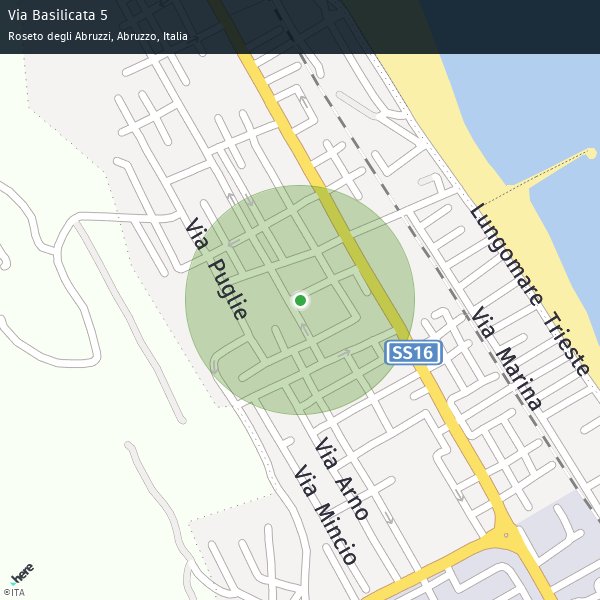 Via Basilicata 5
Roseto degli Abruzzi, Abruzzo, Italia
Via Puglie
Lungomare Trieste
Via Marina
SS16
Via Arno
Via Mincio
here
©ITA